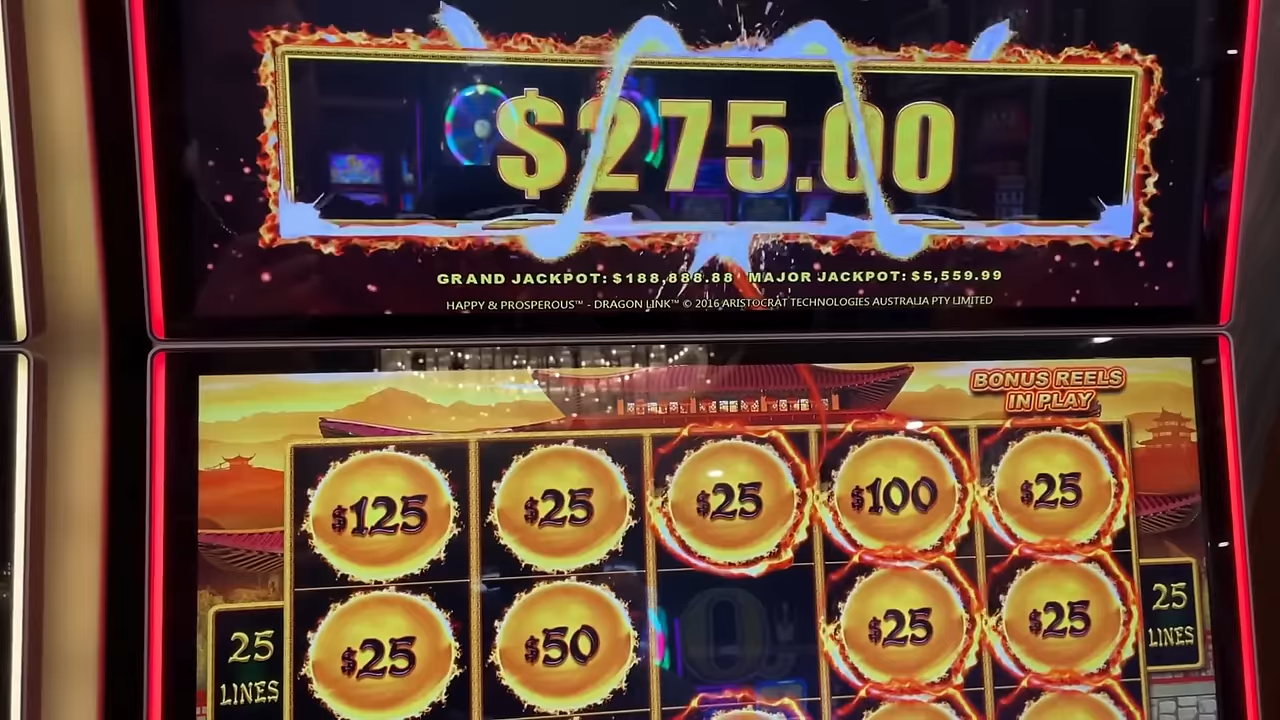 $275.00
GRAND JACKPOT: $188,888.88 MAJOR JACKPOT: $5,559.99
HAPPY & PROSPEROUS™ - DRAGON LINK™ © 2016 ARISTOCRAT TECHNOLOGIES AUSTRALIA PTY LIMITED
BONUS REELS
IN PLAY
$125 $25 $25 $100 $25
$25 $50 Q $25 $25
25
LINES
25
LINES